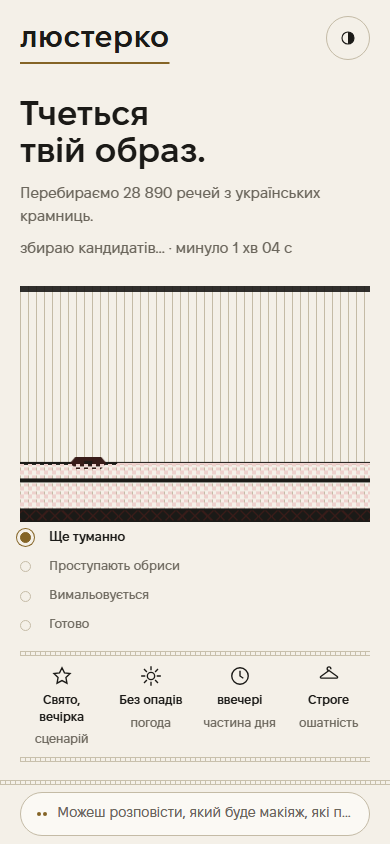 люстерко
Тчеться
твій образ.
Перебираємо 28 890 речей з українських
крамниць.
збираю кандидатів... · минуло 1 хв 04 с
Ще туманно
Проступають обриси
Вимальовується
Готово
Свято,
вечірка
сценарій
Без опадів
погода
ввечері
частина дня
Строге
ошатність
Можеш розповісти, який буде макіяж, які п...